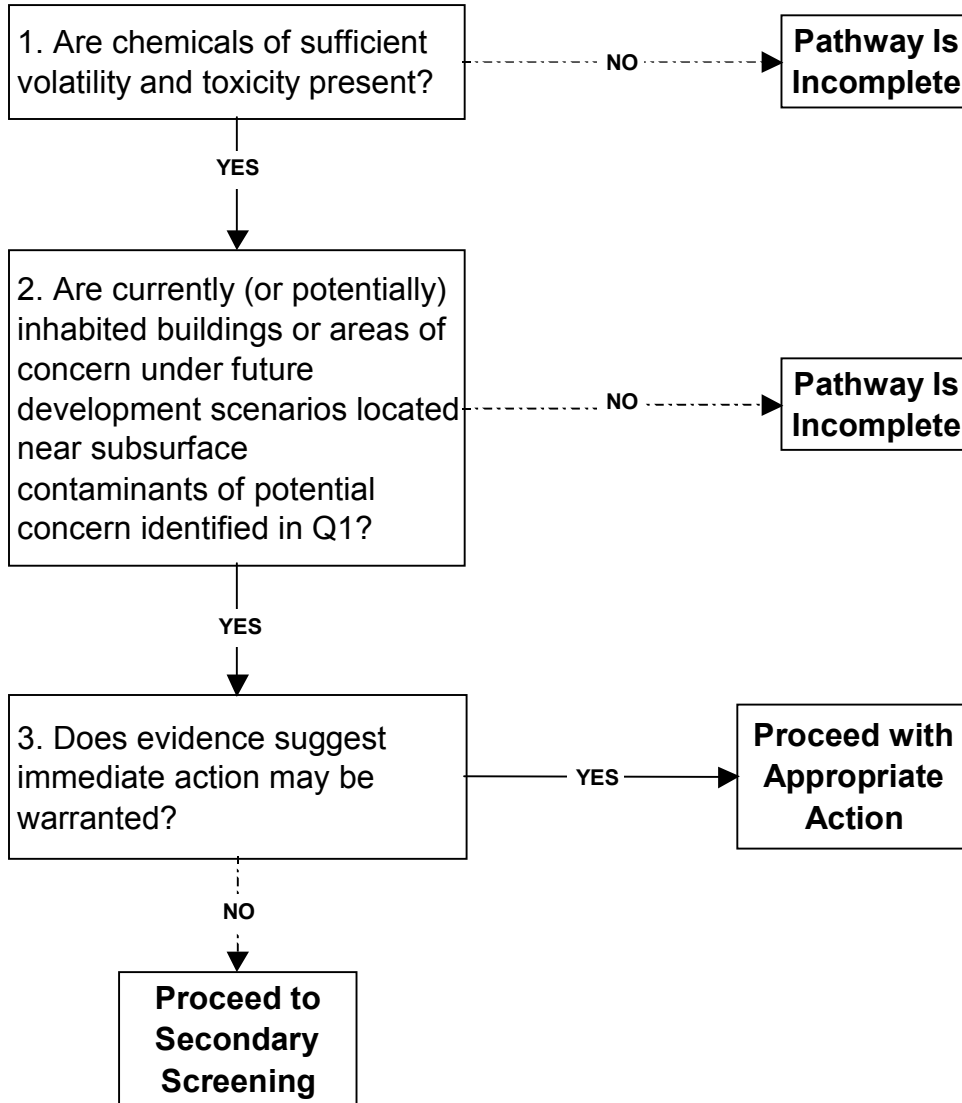 1. Are chemicals of sufficient
volatility and toxicity present?
NO
Pathway Is
Incomplete
YES
2. Are currently (or potentially)
inhabited buildings or areas of
concern under future
development scenarios located
near subsurface
contaminants of potential
concern identified in Q1?
NO
Pathway Is
Incomplete
YES
3. Does evidence suggest
immediate action may be
warranted?
YES
Proceed with
Appropriate
Action
NO
Proceed to
Secondary
Screening